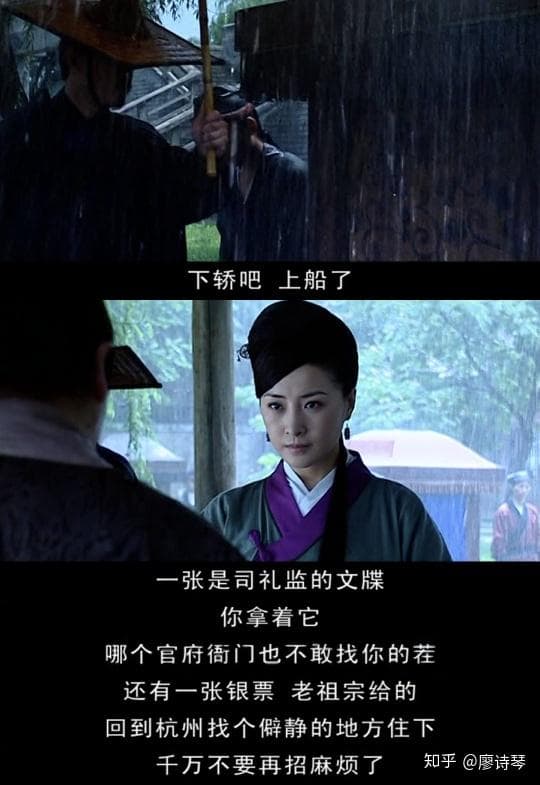 下轿吧 上船了
一张是司礼监的文牒
你拿着它
哪个官府衙门也不敢找你的茬
还有一张银票 老祖宗给的
回到杭州找个僻静的地方住下
千万不要再招麻烦了
知乎 @廖诗琴